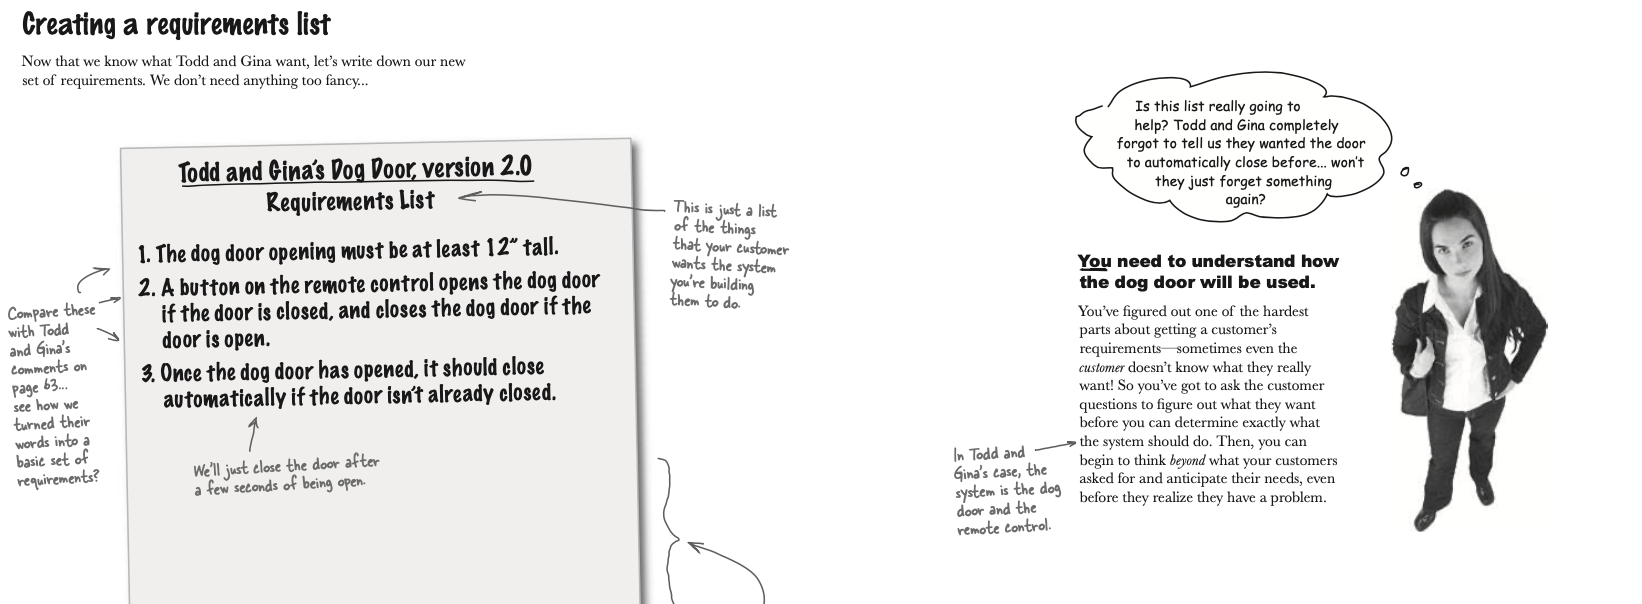 Creating a requirements list
Now that we know what Todd and Gina want, let's write down our new
set of requirements. We don't need anything too fancy...
Todd and Gina's Dog Door, version 2.0
Requirements List
1. The dog door opening must be at least 12" tall.
2. A button on the remote control opens the dog door
if the door is closed, and closes the dog door if the
door is open.
3. Once the dog door has opened, it should close
automatically if the door isn't already closed.
We'll just close the door after
a few seconds of being open.
Compare these
with Todd
and Gina's
comments on
page 63...
see how we
turned their
words into a
basic set of
requirements?
This is just a list
of the things
that your customer
wants the system
you're building
them to do.
Is this list really going to
help? Todd and Gina completely
forgot to tell us they wanted the door
to automatically close before... won't
they just forget something
again?
You need to understand how
the dog door will be used.
You've figured out one of the hardest
parts about getting a customer's
requirements—sometimes even the
customer doesn't know what they really
want! So you've got to ask the customer
questions to figure out what they want
before you can determine exactly what
the system should do. Then, you can
begin to think beyond what your customers
asked for and anticipate their needs, even
before they realize they have a problem.
In Todd and
Gina's case, the
system is the dog
door and the
remote control.